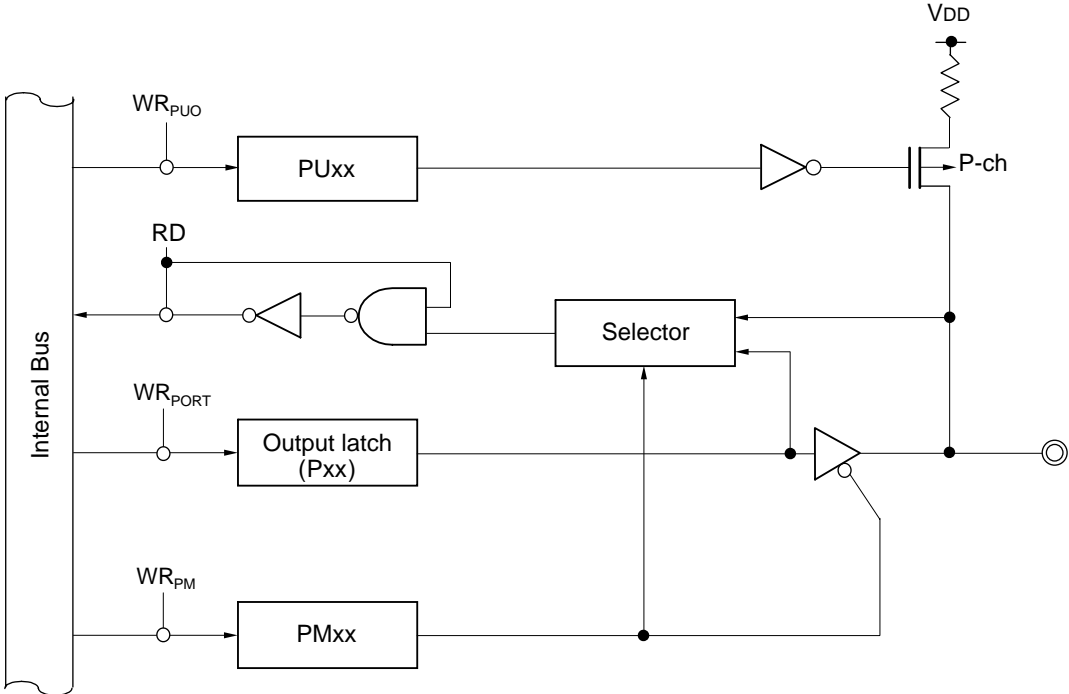 VDD
WRPUO
PUxx
P-ch
RD
Selector
Internal Bus
WRPORT
Output latch
(Pxx)
WRPM
PMxx